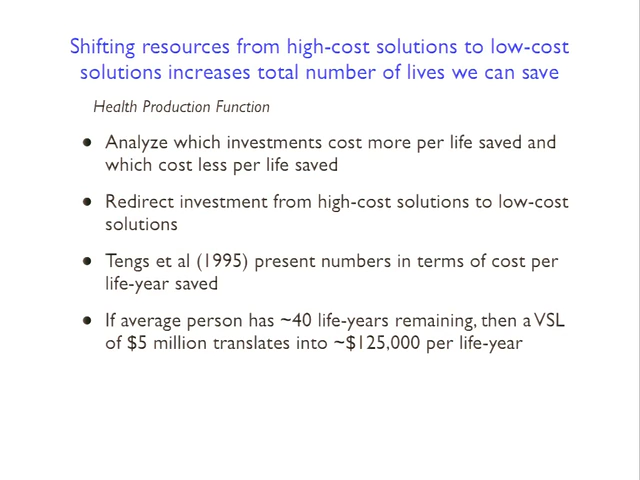 Shifting resources from high-cost solutions to low-cost
solutions increases total number of lives we can save
Health Production Function
• Analyze which investments cost more per life saved and
which cost less per life saved
• Redirect investment from high-cost solutions to low-cost
solutions
• Tengs et al (1995) present numbers in terms of cost per
life-year saved
• If average person has ~40 life-years remaining, then a VSL
of $5 million translates into ~$125,000 per life-year